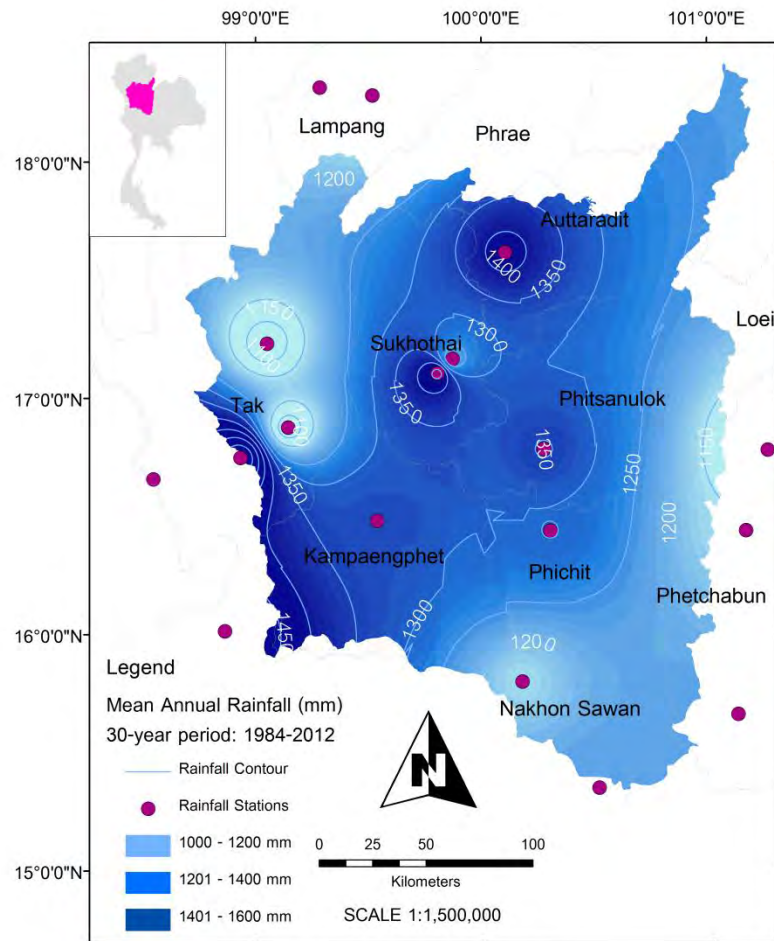 99°0'0"E
100°0'0"E
101°0'0"E
18°0'0"N
17°0'0"N
16°0'0"N
15°0'0"N
Lampang
Phrae
1200
Auttaradit
1400
1350
1150
1300
Loei
Sukhothai
1350
Tak
Phitsanulok
1350
1150
1250
1350
1200
Kampaengphet
Phichit
Phetchabun
1300
1450
1200
Nakhon Sawan
Legend
Mean Annual Rainfall (mm)
30-year period: 1984-2012
Rainfall Contour
Rainfall Stations
1000 - 1200 mm
1201 - 1400 mm
1401 - 1600 mm
N
0 25 50 100
Kilometers
SCALE 1:1,500,000